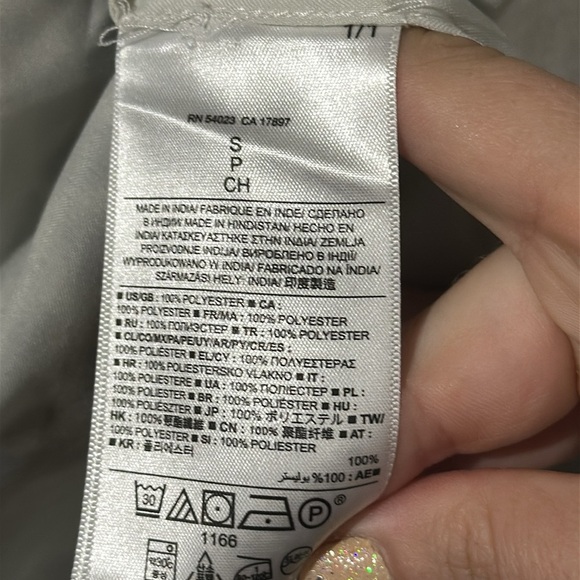 1/1
RN 54023 CA 17897
S
P
CH
MADE IN INDIA/ FABRIQUE EN INDE/ СДЕЛАНО
В ИНДИИ/ MADE IN HINDISTAN/ HECHO EN
INDIA/ ΚΑΤΑΣΚΕΥΑΣΤΗΚΕ ΣΤΗΝ ΙΝΔΙΑ/ ZEMLJA
PROIZVODNJE INDIJA/ ВИРОБЛЕНО В ІНДІЇ/
WYPRODUKOWANO W INDIA/ FABRICADO NA ÍNDIA/
SZÁRMAZÁSI HELY: INDIA/ 印度製造
■ US/GB : 100% POLYESTER ■ CA :
100% POLYESTER ■ FR/MA : 100% POLYESTER
■ RU : 100% ПОЛИЭСТЕР ■ TR : 100% POLYESTER
■ CL/CO/MX/PA/PE/UY/AR/PY/CR/ES :
100% POLIÉSTER ■ EL/CY : 100% ΠΟΛΥΕΣΤΕΡΑΣ
■ HR : 100% POLIESTERSKO VLAKNO ■ IT :
100% POLIESTERE ■ UA : 100% ПОЛІЕСТЕР ■ PL :
100% POLIESTER ■ BR : 100% POLIÉSTER ■ HU :
100% POLIÉSZTER ■ JP : 100% ポリエステル ■ TW/
HK : 100% 聚酯纖維 ■ CN : 100% 聚酯纤维 ■ AT :
100% POLYESTER ■ SI : 100% POLIESTER
■ KR : 폴리에스터
100%
■AE : 100% بوليستر
30 P ®
1166